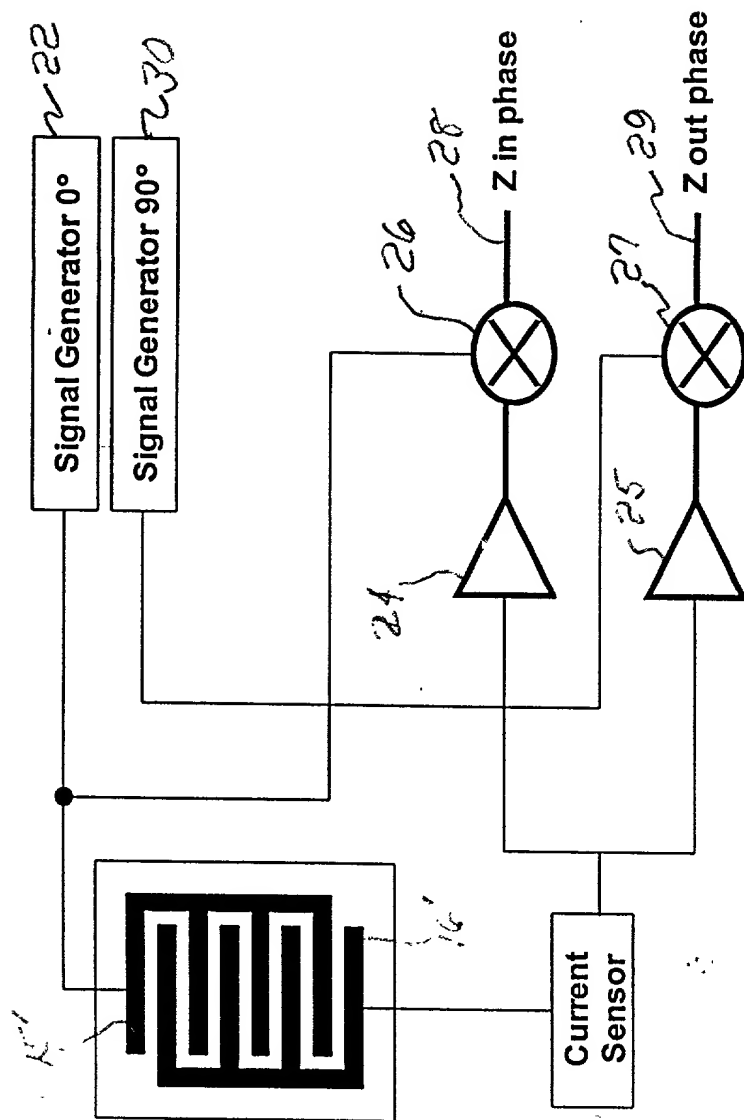 Signal Generator 0°
22
Signal Generator 90°
30
26
28
Z in phase
24
27
29
Z out phase
25
15'
16'
Current
Sensor